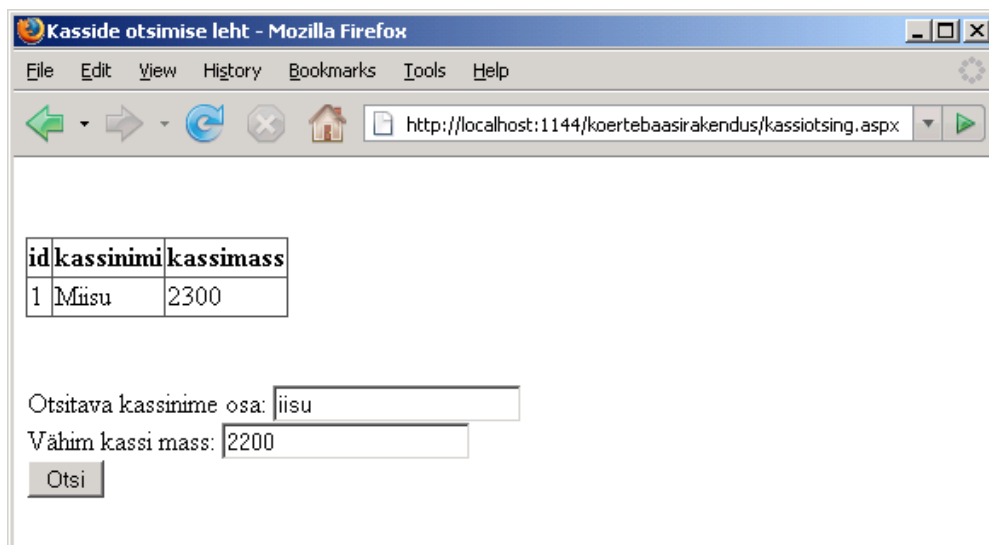 Kasside otsimise leht - Mozilla Firefox
File Edit View History Bookmarks Tools Help
http://localhost:1144/koertebaasirakendus/kassiotsing.aspx
id kassinimi kassimass
1 Miisu 2300
Otsitava kassinime osa: iisu
Vähim kassi mass: 2200
Otsi